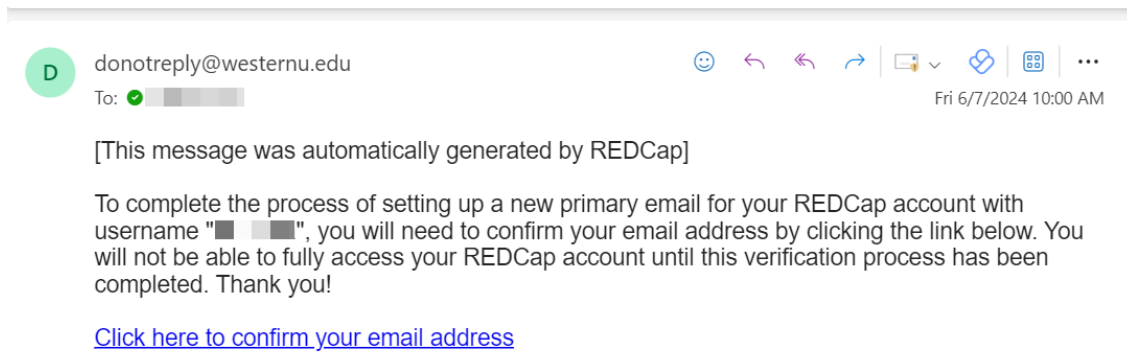 D
donotreply@westernu.edu
To:
Fri 6/7/2024 10:00 AM
[This message was automatically generated by REDCap]
To complete the process of setting up a new primary email for your REDCap account with
username "", you will need to confirm your email address by clicking the link below. You
will not be able to fully access your REDCap account until this verification process has been
completed. Thank you!
Click here to confirm your email address